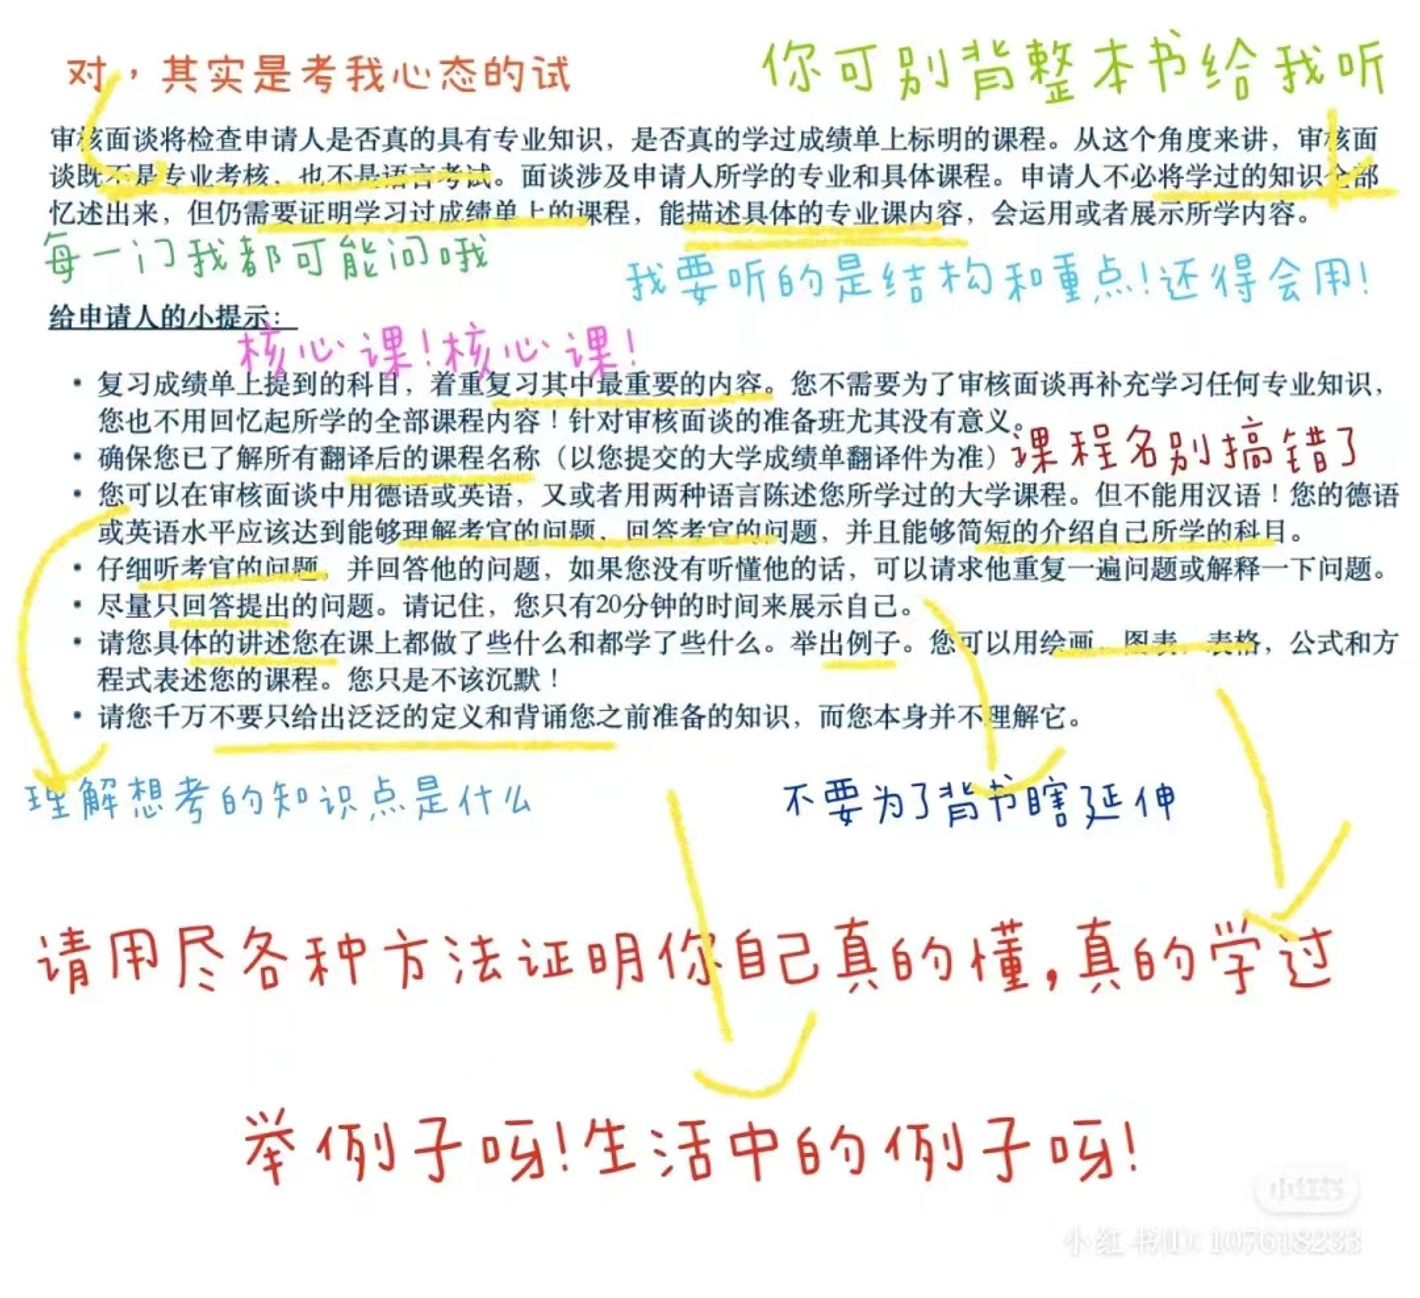 对，其实是考我心态的试
你可别背整本书给我听
审核面谈将检查申请人是否真的具有专业知识，是否真的学过成绩单上标明的课程。从这个角度来讲，审核面
谈既不是专业考核，也不是语言考试。面谈涉及申请人所学的专业和具体课程。申请人不必将学过的知识全部
忆述出来，但仍需要证明学习过成绩单上的课程，能描述具体的专业课内容，会运用或者展示所学内容。
每一门我都可能问哦
我要听的是结构和重点！还得会用！
给申请人的小提示：
核心课！核心课！
• 复习成绩单上提到的科目，着重复习其中最重要的内容。您不需要为了审核面谈再补充学习任何专业知识，
您也不用回忆起所学的全部课程内容！针对审核面谈的准备班尤其没有意义。
• 确保您已了解所有翻译后的课程名称（以您提交的大学成绩单翻译件为准）。
课程名别搞错了
• 您可以在审核面谈中用德语或英语，又或者用两种语言陈述您所学过的大学课程。但不能用汉语！您的德语
或英语水平应该达到能够理解考官的问题，回答考官的问题，并且能够简短的介绍自己所学的科目。
• 仔细听考官的问题，并回答他的问题，如果您没有听懂他的话，可以请求他重复一遍问题或解释一下问题。
• 尽量只回答提出的问题。请记住，您只有20分钟的时间来展示自己。
• 请您具体的讲述您在课上都做了些什么和都学了些什么。举出例子。您可以用绘画，图表，表格，公式和方
程式表述您的课程。您只是不该沉默！
• 请您千万不要只给出泛泛的定义和背诵您之前准备的知识，而您本身并不理解它。
理解想考的知识点是什么
不要为了背书瞎延伸
请用尽各种方法证明你自己真的懂，真的学过
举例子呀！生活中的例子呀！
小红书
小红书ID: 107618233